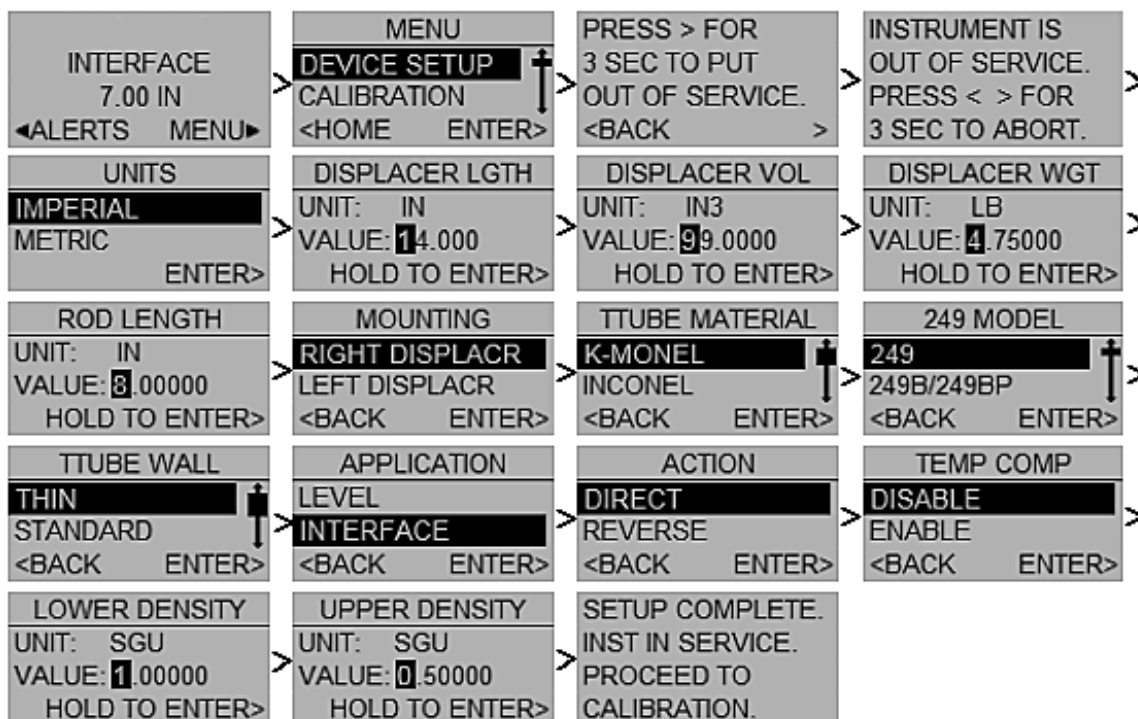 INTERFACE
7.00 IN
◄ALERTS MENU►
>
MENU
DEVICE SETUP
CALIBRATION
<HOME ENTER>
>
PRESS > FOR
3 SEC TO PUT
OUT OF SERVICE.
<BACK >
>
INSTRUMENT IS
OUT OF SERVICE.
PRESS < > FOR
3 SEC TO ABORT.
>
UNITS
IMPERIAL
METRIC
ENTER>
>
DISPLACER LGTH
UNIT: IN
VALUE: 14.000
HOLD TO ENTER>
>
DISPLACER VOL
UNIT: IN3
VALUE: 99.0000
HOLD TO ENTER>
>
DISPLACER WGT
UNIT: LB
VALUE: 4.75000
HOLD TO ENTER>
>
ROD LENGTH
UNIT: IN
VALUE: 8.00000
HOLD TO ENTER>
>
MOUNTING
RIGHT DISPLACR
LEFT DISPLACR
<BACK ENTER>
>
TTUBE MATERIAL
K-MONEL
INCONEL
<BACK ENTER>
>
249 MODEL
249
249B/249BP
<BACK ENTER>
>
TTUBE WALL
THIN
STANDARD
<BACK ENTER>
>
APPLICATION
LEVEL
INTERFACE
<BACK ENTER>
>
ACTION
DIRECT
REVERSE
<BACK ENTER>
>
TEMP COMP
DISABLE
ENABLE
<BACK ENTER>
>
LOWER DENSITY
UNIT: SGU
VALUE: 1.00000
HOLD TO ENTER>
>
UPPER DENSITY
UNIT: SGU
VALUE: 0.50000
HOLD TO ENTER>
>
SETUP COMPLETE.
INST IN SERVICE.
PROCEED TO
CALIBRATION.